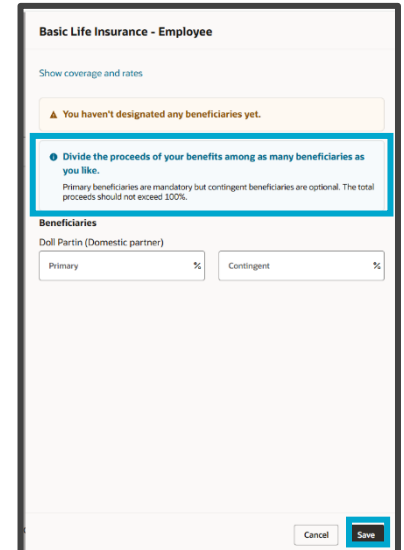 Basic Life Insurance - Employee
Show coverage and rates
You haven't designated any beneficiaries yet.
Divide the proceeds of your benefits among as many beneficiaries as
you like.
Primary beneficiaries are mandatory but contingent beneficiaries are optional. The total
proceeds should not exceed 100%.
Beneficiaries
Doll Partin (Domestic partner)
Primary % Contingent %
Cancel Save